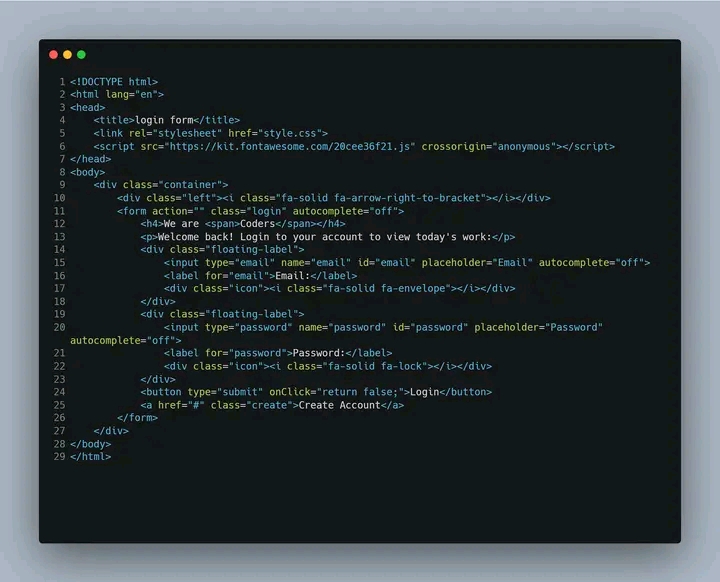 1 <!DOCTYPE html>
2 <html lang="en">
3 <head>
4     <title>login form</title>
5     <link rel="stylesheet" href="style.css">
6     <script src="https://kit.fontawesome.com/20cee36f21.js" crossorigin="anonymous"></script>
7 </head>
8 <body>
9     <div class="container">
10         <div class="left"><i class="fa-solid fa-arrow-right-to-bracket"></i></div>
11         <form action="" class="login" autocomplete="off">
12             <h4>We are <span>Coders</span></h4>
13             <p>Welcome back! Login to your account to view today's work:</p>
14             <div class="floating-label">
15                 <input type="email" name="email" id="email" placeholder="Email" autocomplete="off">
16                 <label for="email">Email:</label>
17                 <div class="icon"><i class="fa-solid fa-envelope"></i></div>
18             </div>
19             <div class="floating-label">
20                 <input type="password" name="password" id="password" placeholder="Password"
autocomplete="off">
21                 <label for="password">Password:</label>
22                 <div class="icon"><i class="fa-solid fa-lock"></i></div>
23             </div>
24             <button type="submit" onClick="return false;">Login</button>
25             <a href="#" class="create">Create Account</a>
26         </form>
27     </div>
28 </body>
29 </html>